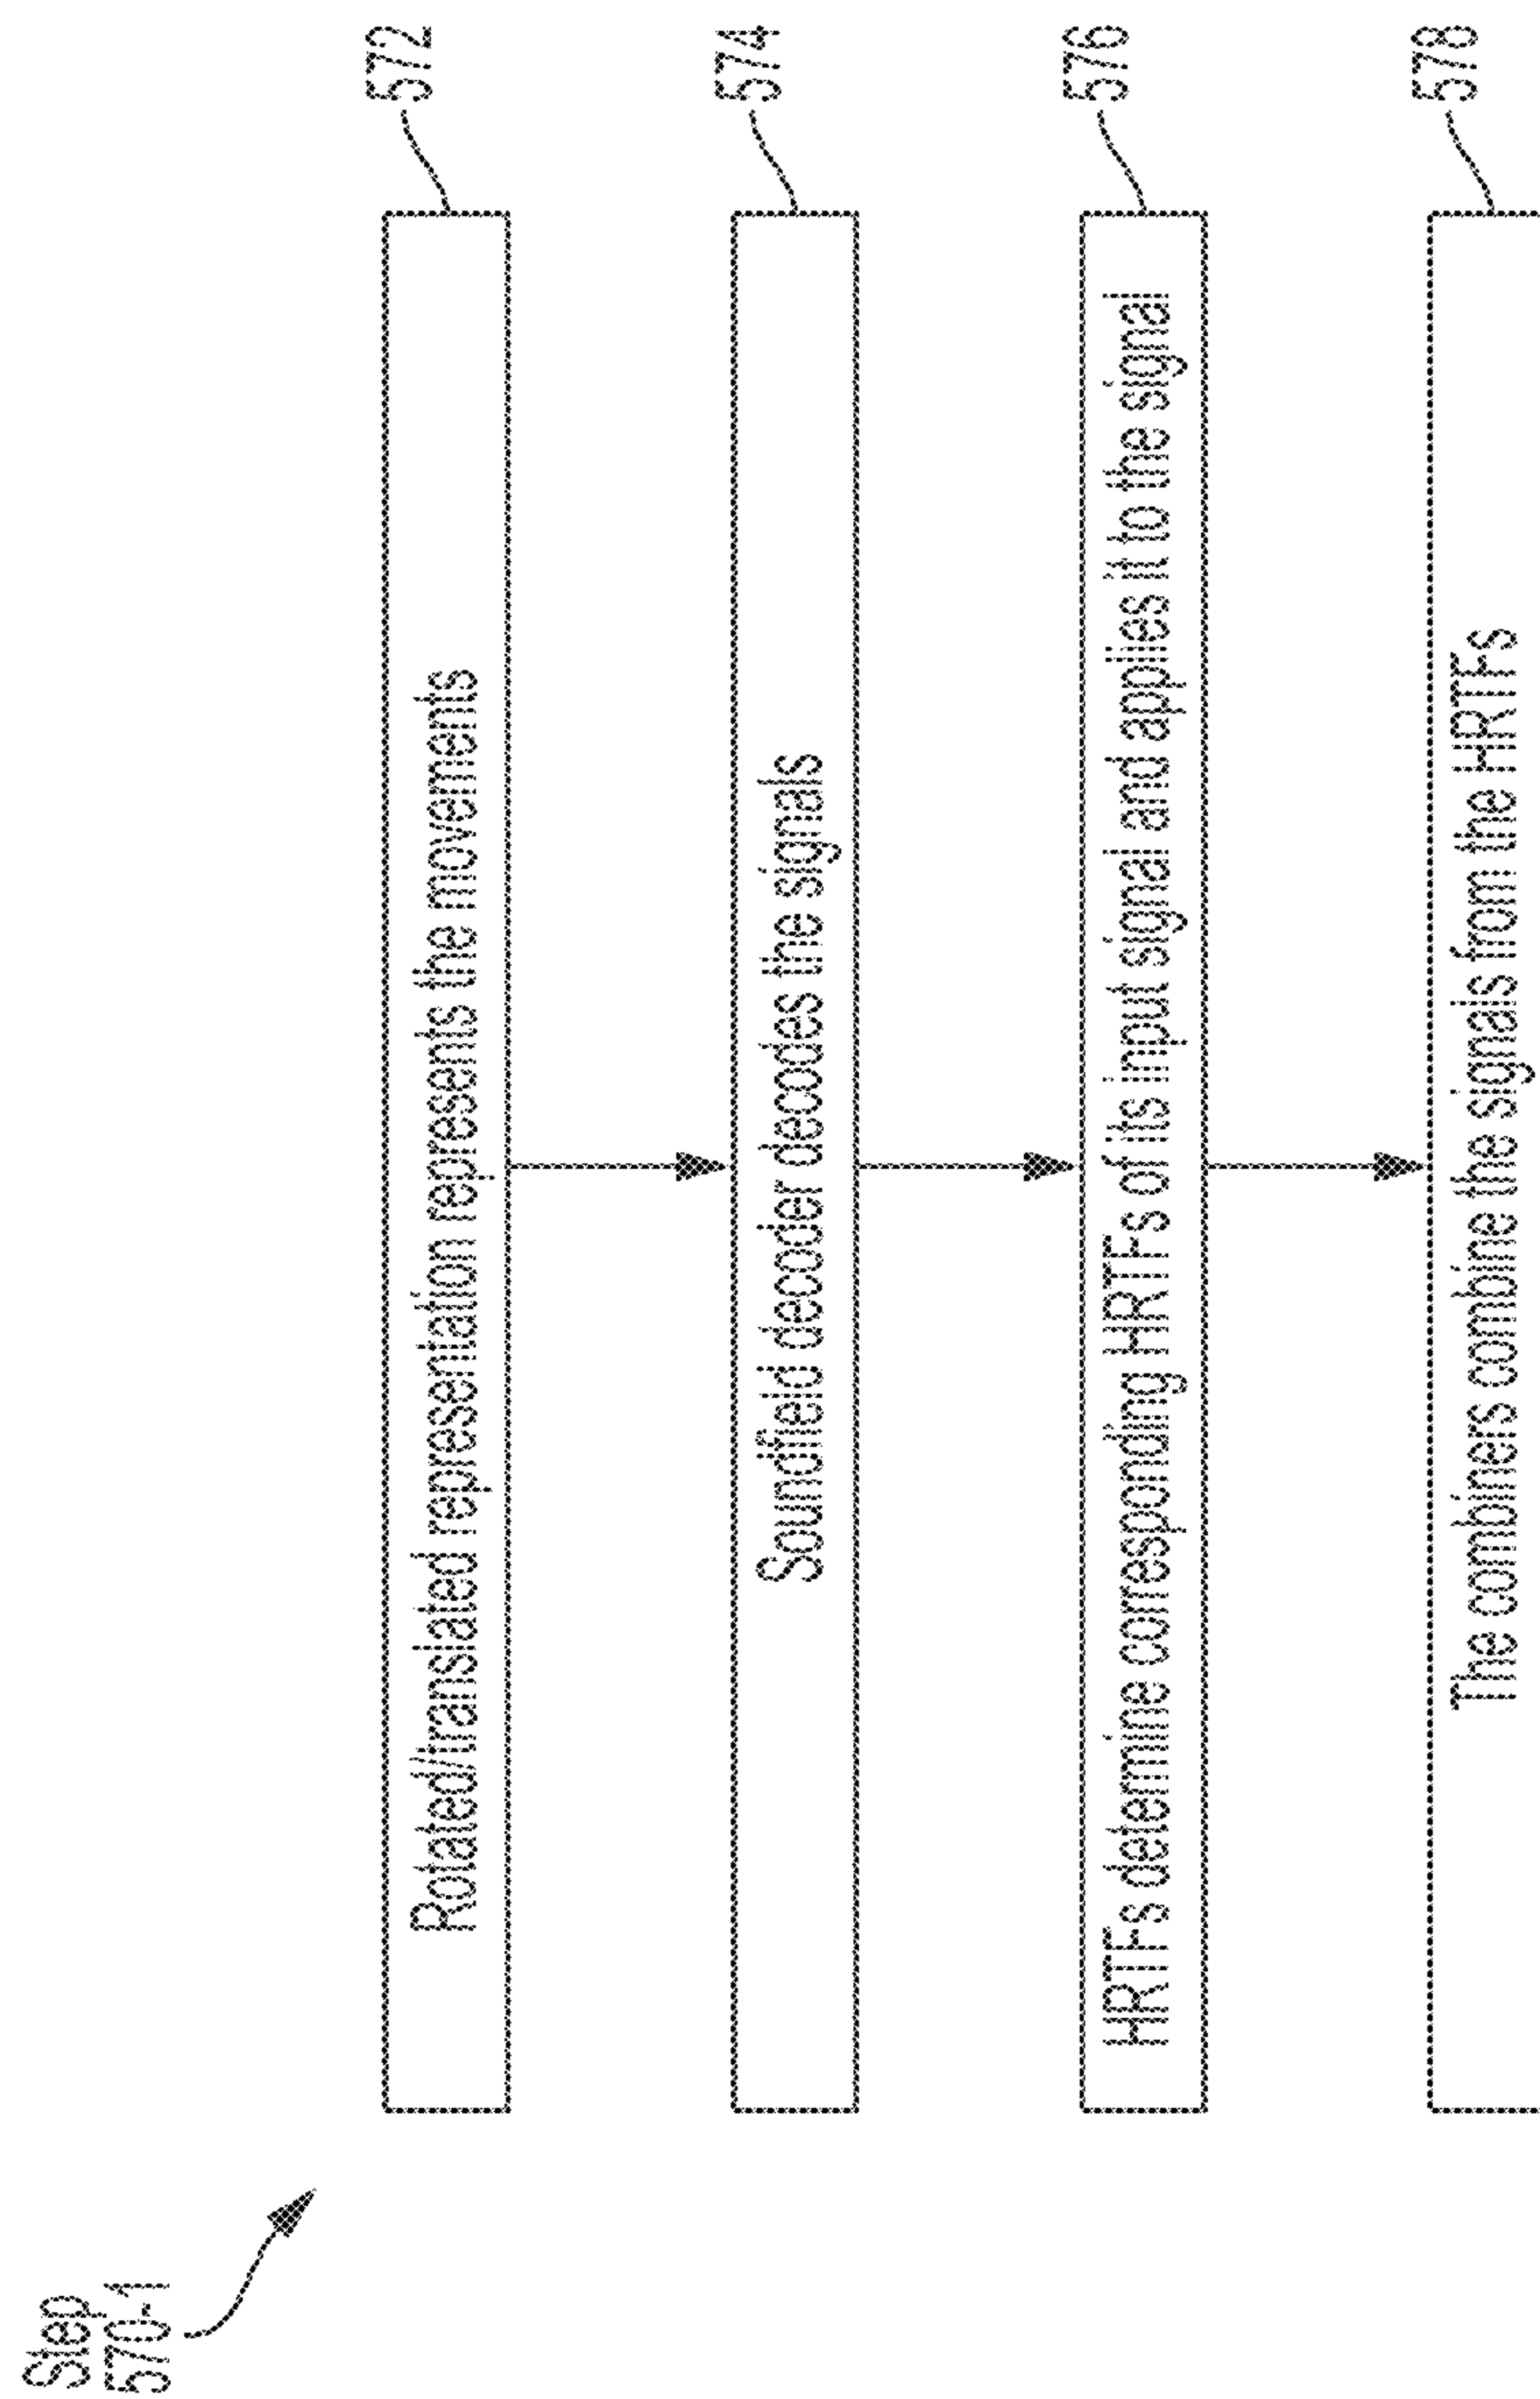 Step
570-1
Rotated/translated representation represents the movements
572
Soundfield decoder decodes the signals
574
HRTFs determine corresponding HRTFs of its input signal and applies it to the signal
576
The combiners combine the signals from the HRTFs
578